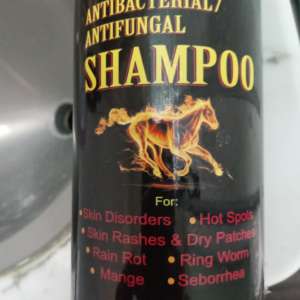 ANTIBACTERIAL/
ANTIFUNGAL
SHAMPOO
For:
•Skin Disorders •Hot Spots
•Skin Rashes & Dry Patches
•Rain Rot •Ring Worm
•Mange •Seborrhea